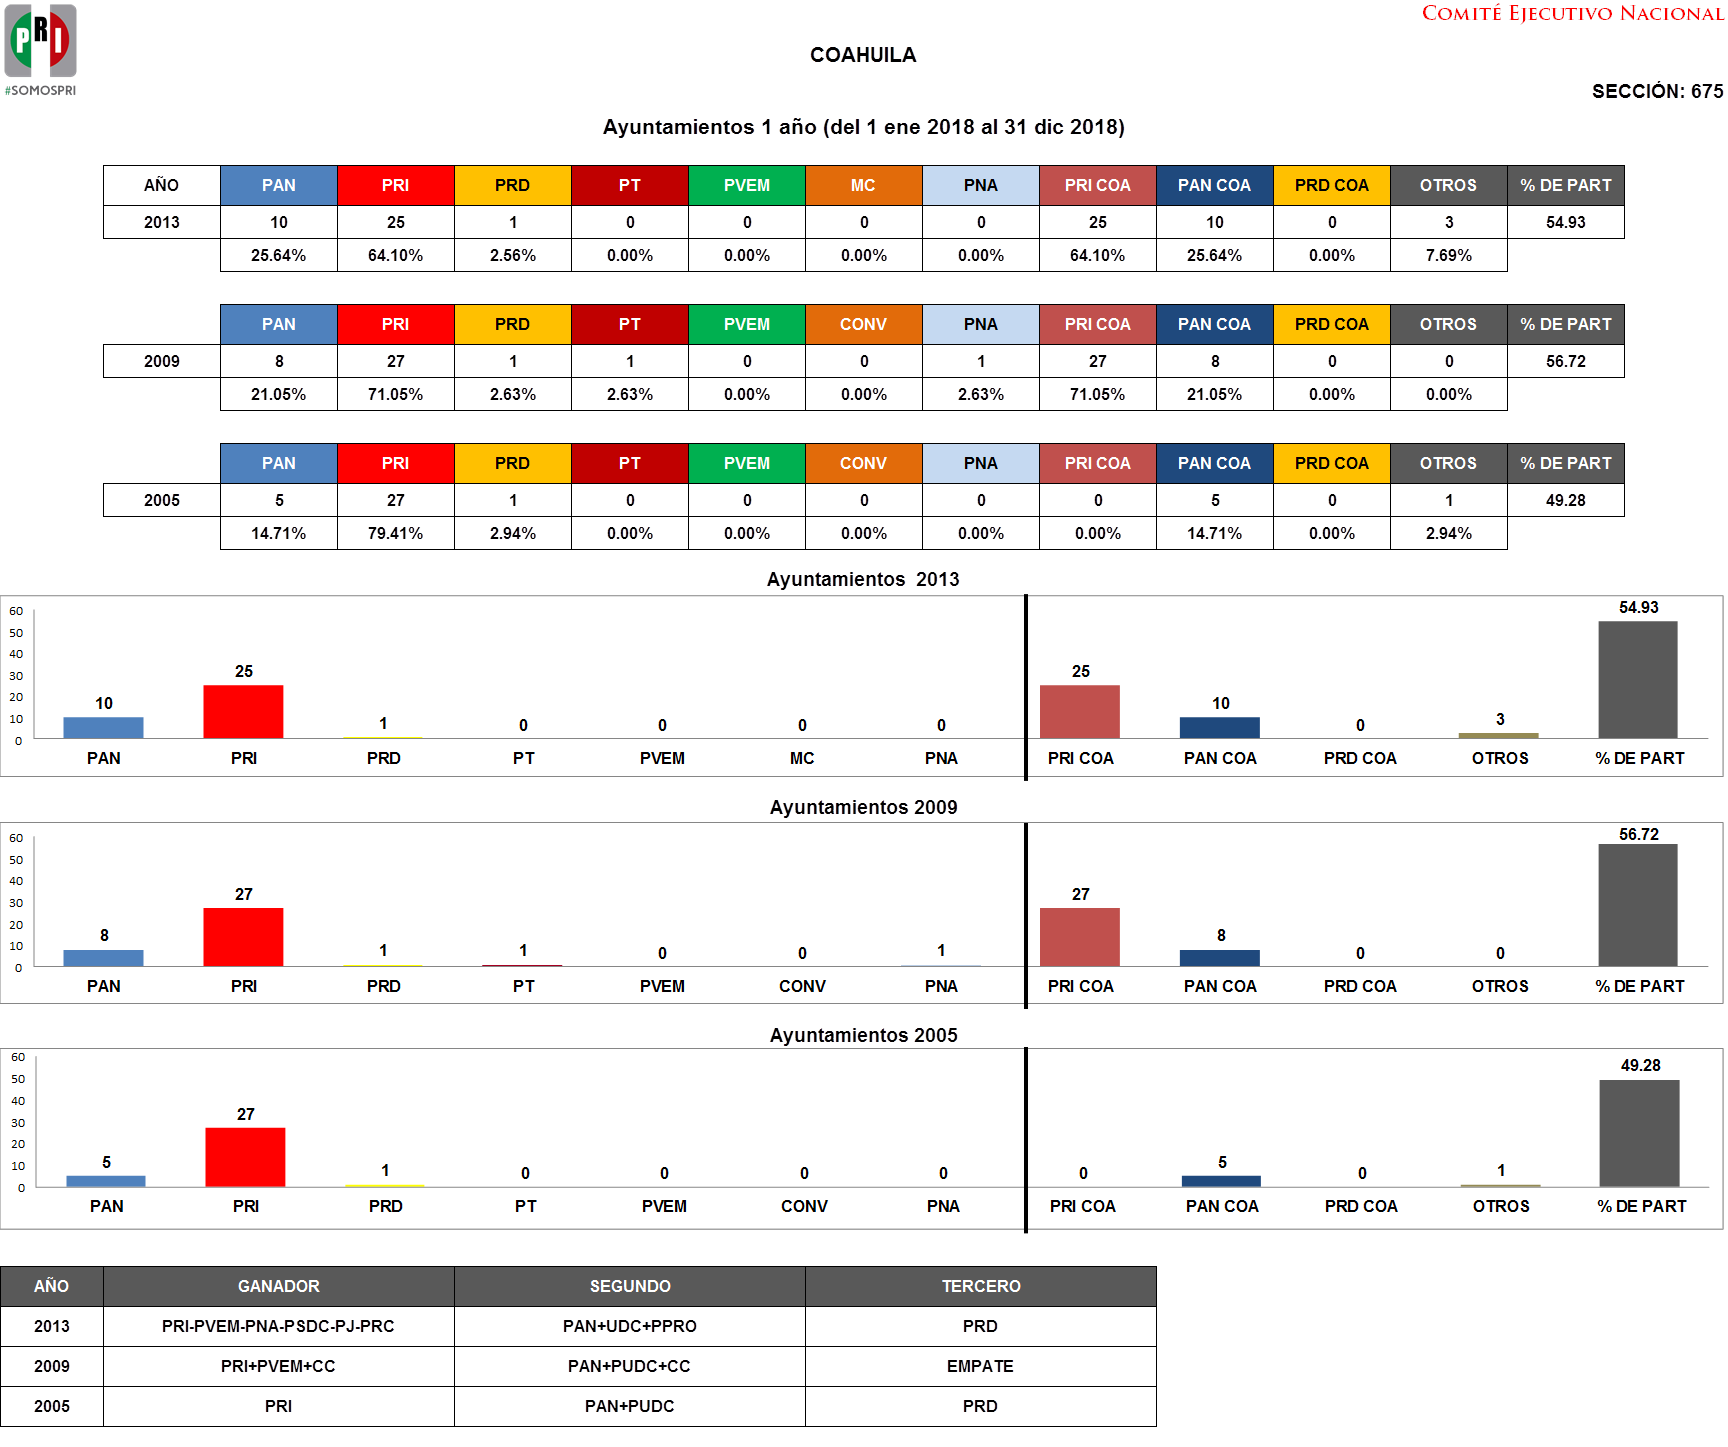 PRI
#SOMOSPRI
COMITÉ EJECUTIVO NACIONAL
COAHUILA
SECCIÓN: 675
Ayuntamientos 1 año (del 1 ene 2018 al 31 dic 2018)
AÑO PAN PRI PRD PT PVEM MC PNA PRI COA PAN COA PRD COA OTROS % DE PART
2013 10 25 1 0 0 0 0 25 10 0 3 54.93
25.64% 64.10% 2.56% 0.00% 0.00% 0.00% 0.00% 64.10% 25.64% 0.00% 7.69%
PAN PRI PRD PT PVEM CONV PNA PRI COA PAN COA PRD COA OTROS % DE PART
2009 8 27 1 1 0 0 1 27 8 0 0 56.72
21.05% 71.05% 2.63% 2.63% 0.00% 0.00% 2.63% 71.05% 21.05% 0.00% 0.00%
PAN PRI PRD PT PVEM CONV PNA PRI COA PAN COA PRD COA OTROS % DE PART
2005 5 27 1 0 0 0 0 0 5 0 1 49.28
14.71% 79.41% 2.94% 0.00% 0.00% 0.00% 0.00% 0.00% 14.71% 0.00% 2.94%
Ayuntamientos 2013
60
50
40
30
20
10
0
10 25 1 0 0 0 0 25 10 0 3 54.93
PAN PRI PRD PT PVEM MC PNA PRI COA PAN COA PRD COA OTROS % DE PART
Ayuntamientos 2009
60
50
40
30
20
10
0
8 27 1 1 0 0 1 27 8 0 0 56.72
PAN PRI PRD PT PVEM CONV PNA PRI COA PAN COA PRD COA OTROS % DE PART
Ayuntamientos 2005
60
50
40
30
20
10
0
5 27 1 0 0 0 0 0 5 0 1 49.28
PAN PRI PRD PT PVEM CONV PNA PRI COA PAN COA PRD COA OTROS % DE PART
AÑO GANADOR SEGUNDO TERCERO
2013 PRI-PVEM-PNA-PSDC-PJ-PRC PAN+UDC+PPRO PRD
2009 PRI+PVEM+CC PAN+PUDC+CC EMPATE
2005 PRI PAN+PUDC PRD